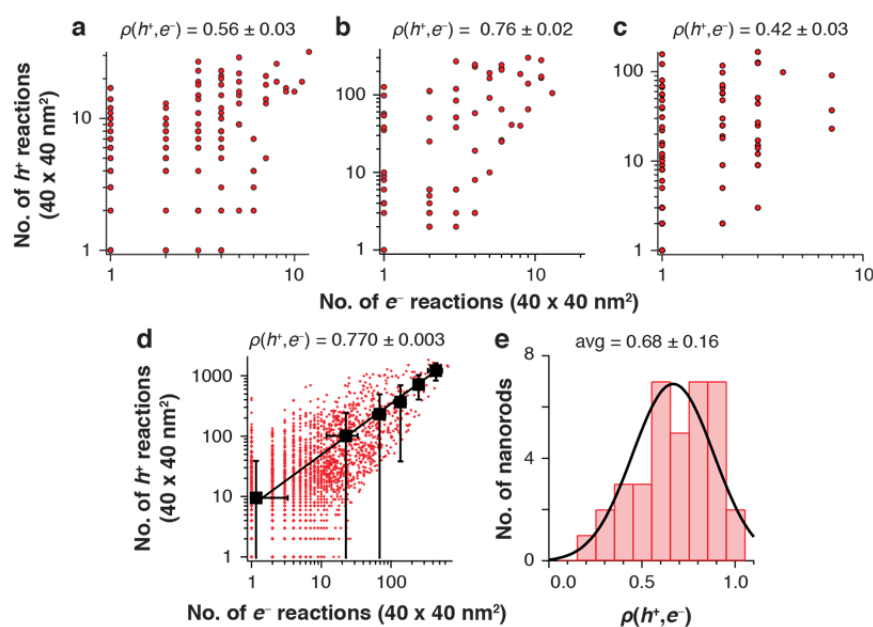 a
ρ(h⁺,e⁻) = 0.56 ± 0.03
b
ρ(h⁺,e⁻) = 0.76 ± 0.02
c
ρ(h⁺,e⁻) = 0.42 ± 0.03
No. of h⁺ reactions
(40 x 40 nm²)
10
1
1
10
100
10
1
1
10
100
10
1
1
10
No. of e⁻ reactions (40 x 40 nm²)
d
ρ(h⁺,e⁻) = 0.770 ± 0.003
No. of h⁺ reactions
(40 x 40 nm²)
1000
100
10
1
1
10
100
No. of e⁻ reactions (40 x 40 nm²)
e
avg = 0.68 ± 0.16
No. of nanorods
8
4
0
0.0
0.5
1.0
ρ(h⁺,e⁻)